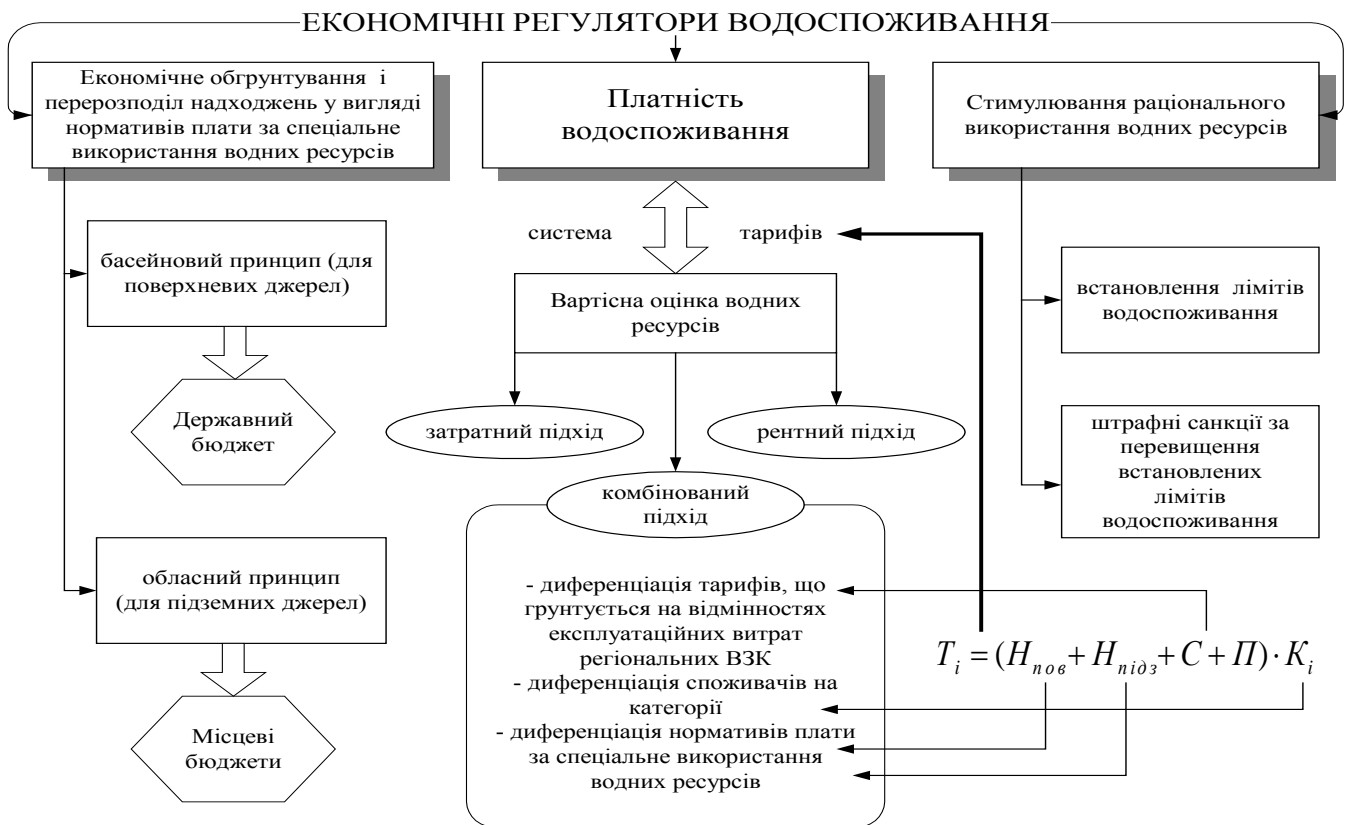 ЕКОНОМІЧНІ РЕГУЛЯТОРИ ВОДОСПОЖИВАННЯ
Економічне обгрунтування і
перерозподіл надходжень у вигляді
нормативів плати за спеціальне
використання водних ресурсів
Платність
водоспоживання
Стимулювання раціонального
використання водних ресурсів
система тарифів
басейновий принцип (для
поверхневих джерел)
Вартісна оцінка водних
ресурсів
встановлення лімітів
водоспоживання
Державний
бюджет
затратний підхід
рентний підхід
штрафні санкції за
перевищення
встановлених
лімітів
водоспоживання
комбінований
підхід
обласний принцип
(для підземних джерел)
- диференціація тарифів, що
грунтується на відмінностях
експлуатаційних витрат
регіональних ВЗК
- диференціація споживачів на
категорії
- диференціація нормативів плати
за спеціальне використання
водних ресурсів
T_i = (Н_пов + Н_підз + С + П) · К_i
Місцеві
бюджети